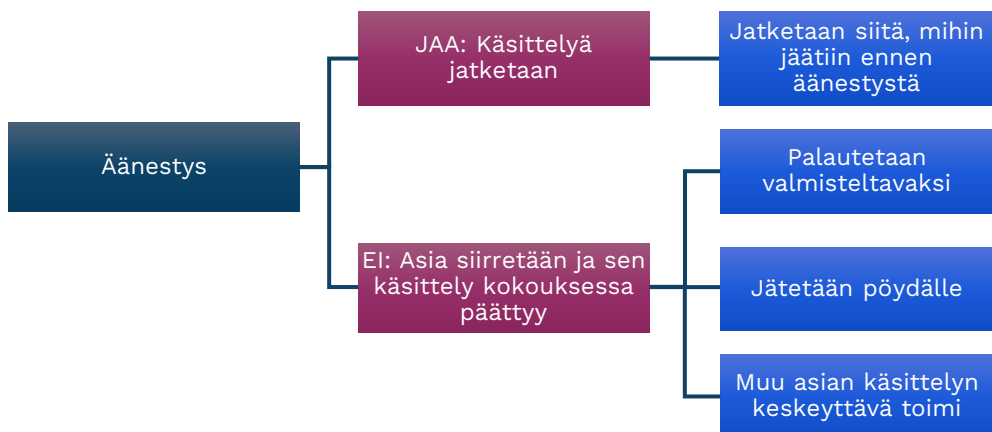 Äänestys
JAA: Käsittelyä
jatketaan
Jatketaan siitä, mihin
jäätiin ennen
äänestystä
EI: Asia siirretään ja sen
käsittely kokouksessa
päättyy
Palautetaan
valmisteltavaksi
Jätetään pöydälle
Muu asian käsittelyn
keskeyttävä toimi